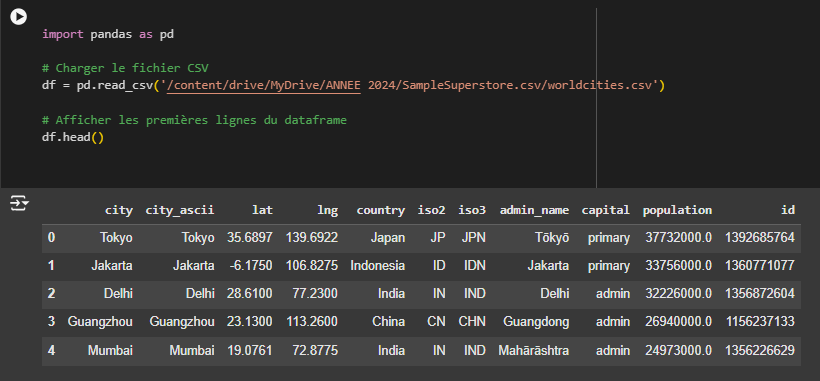 import pandas as pd
# Charger le fichier CSV
df = pd.read_csv('/content/drive/MyDrive/ANNEE 2024/SampleSuperstore.csv/worldcities.csv')
# Afficher les premières lignes du dataframe
df.head()
city city_ascii lat lng country iso2 iso3 admin_name capital population id
0 Tokyo Tokyo 35.6897 139.6922 Japan JP JPN Tōkyō primary 37732000.0 1392685764
1 Jakarta Jakarta -6.1750 106.8275 Indonesia ID IDN Jakarta primary 33756000.0 1360771077
2 Delhi Delhi 28.6100 77.2300 India IN IND Delhi admin 32226000.0 1356872604
3 Guangzhou Guangzhou 23.1300 113.2600 China CN CHN Guangdong admin 26940000.0 1156237133
4 Mumbai Mumbai 19.0761 72.8775 India IN IND Mahārāshtra admin 24973000.0 1356226629